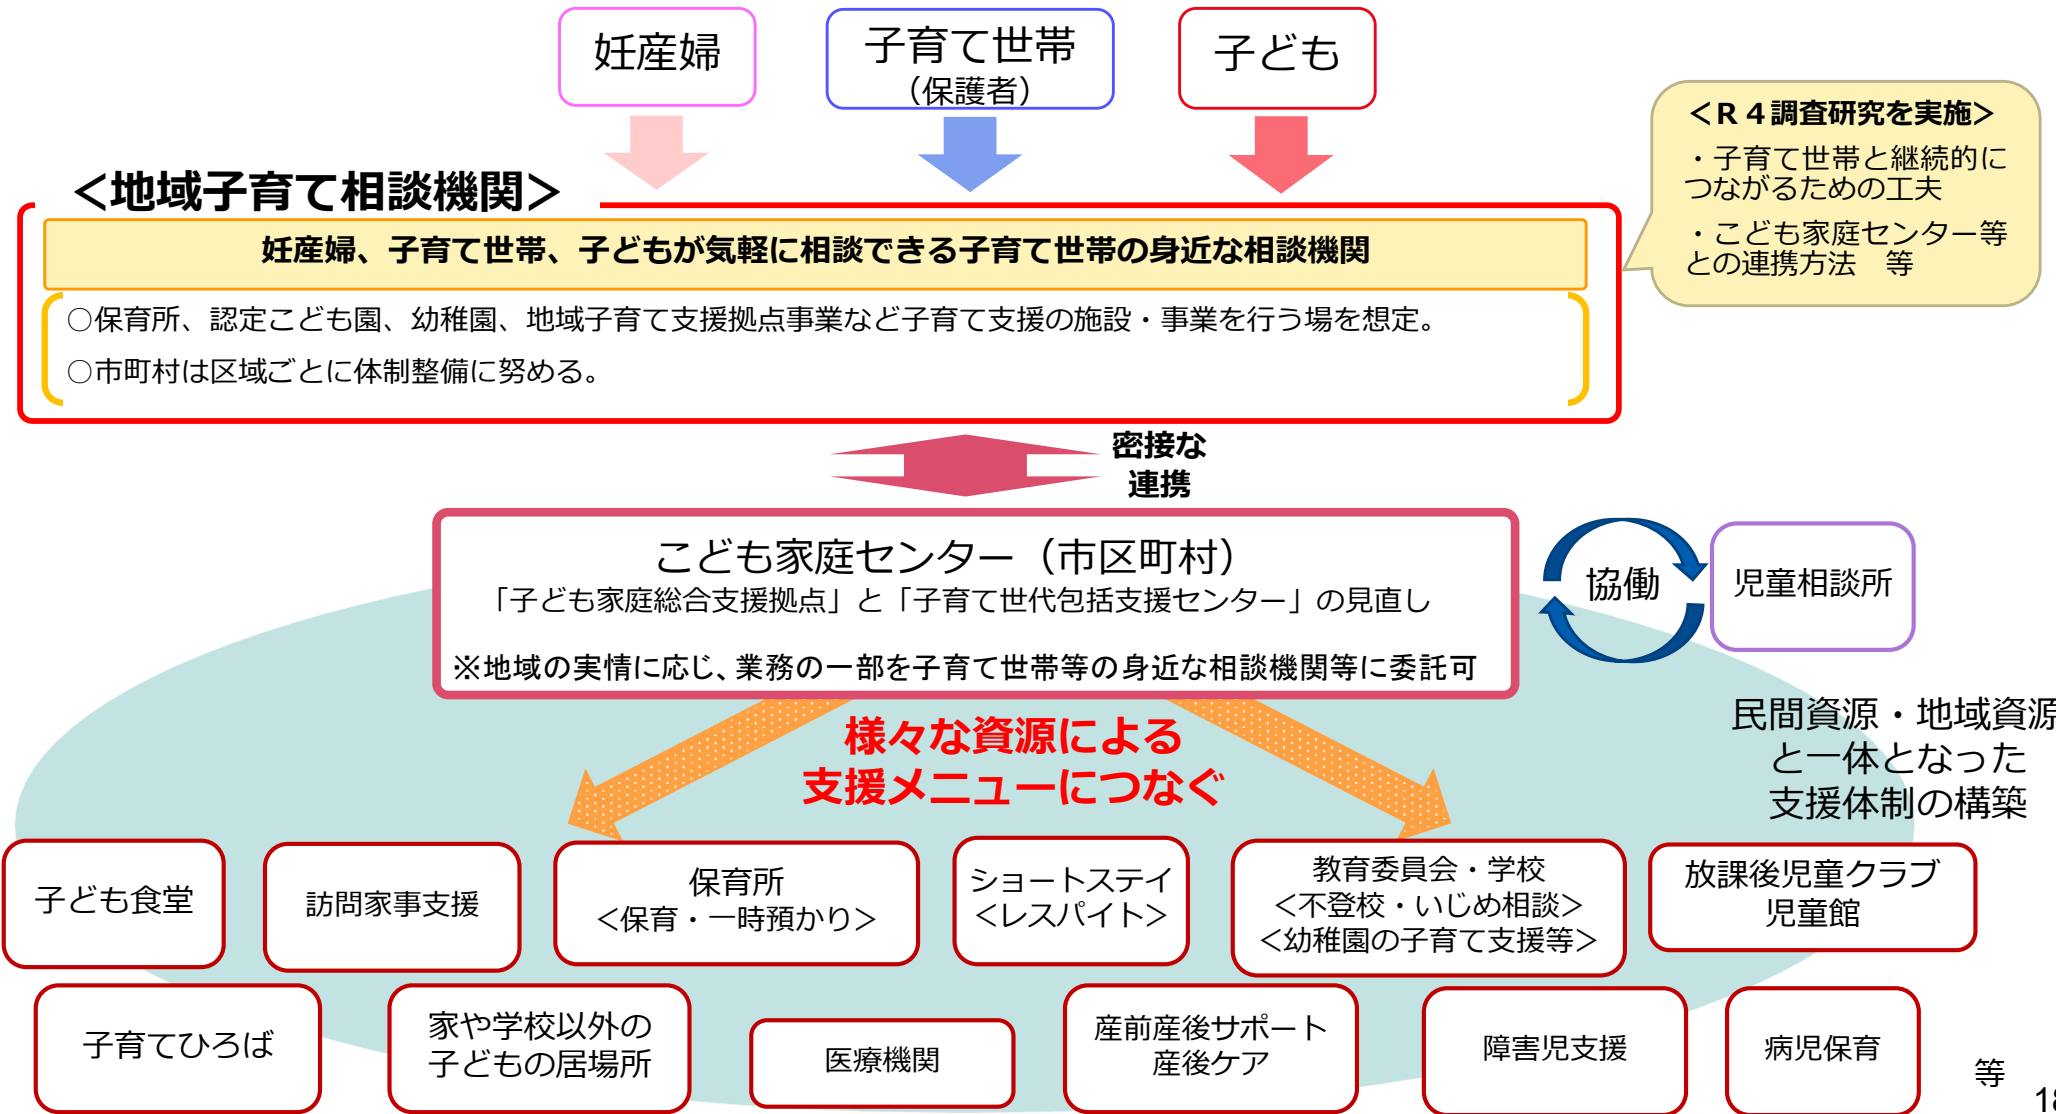 妊産婦
子育て世帯
（保護者）
子ども
＜R４調査研究を実施＞
・子育て世帯と継続的に
つながるための工夫
・こども家庭センター等
との連携方法　等
＜地域子育て相談機関＞
妊産婦、子育て世帯、子どもが気軽に相談できる子育て世帯の身近な相談機関
○保育所、認定こども園、幼稚園、地域子育て支援拠点事業など子育て支援の施設・事業を行う場を想定。
○市町村は区域ごとに体制整備に努める。
密接な
連携
こども家庭センター（市区町村）
「子ども家庭総合支援拠点」と「子育て世代包括支援センター」の見直し
※地域の実情に応じ、業務の一部を子育て世帯等の身近な相談機関等に委託可
協働
児童相談所
様々な資源による
支援メニューにつなぐ
民間資源・地域資源
と一体となった
支援体制の構築
子ども食堂
訪問家事支援
保育所
＜保育・一時預かり＞
ショートステイ
＜レスパイト＞
教育委員会・学校
＜不登校・いじめ相談＞
＜幼稚園の子育て支援等＞
放課後児童クラブ
児童館
子育てひろば
家や学校以外の
子どもの居場所
医療機関
産前産後サポート
産後ケア
障害児支援
病児保育
等
18